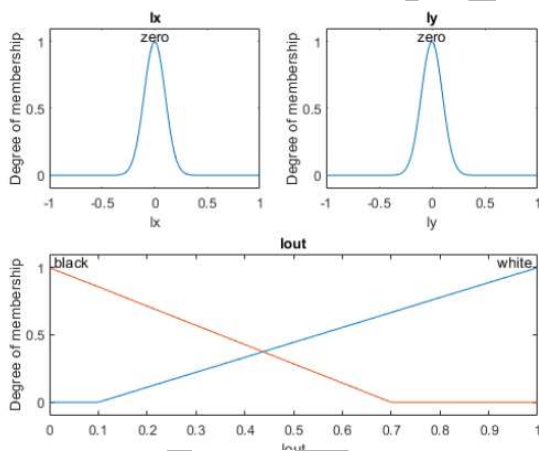 Ix
Iy
zero
zero
Degree of membership
Degree of membership
1
0.5
0
1
0.5
0
-1
-0.5
0
0.5
1
-1
-0.5
0
0.5
1
Ix
Iy
Iout
black
white
Degree of membership
1
0.5
0
0
0.1
0.2
0.3
0.4
0.5
0.6
0.7
0.8
0.9
1
Iout